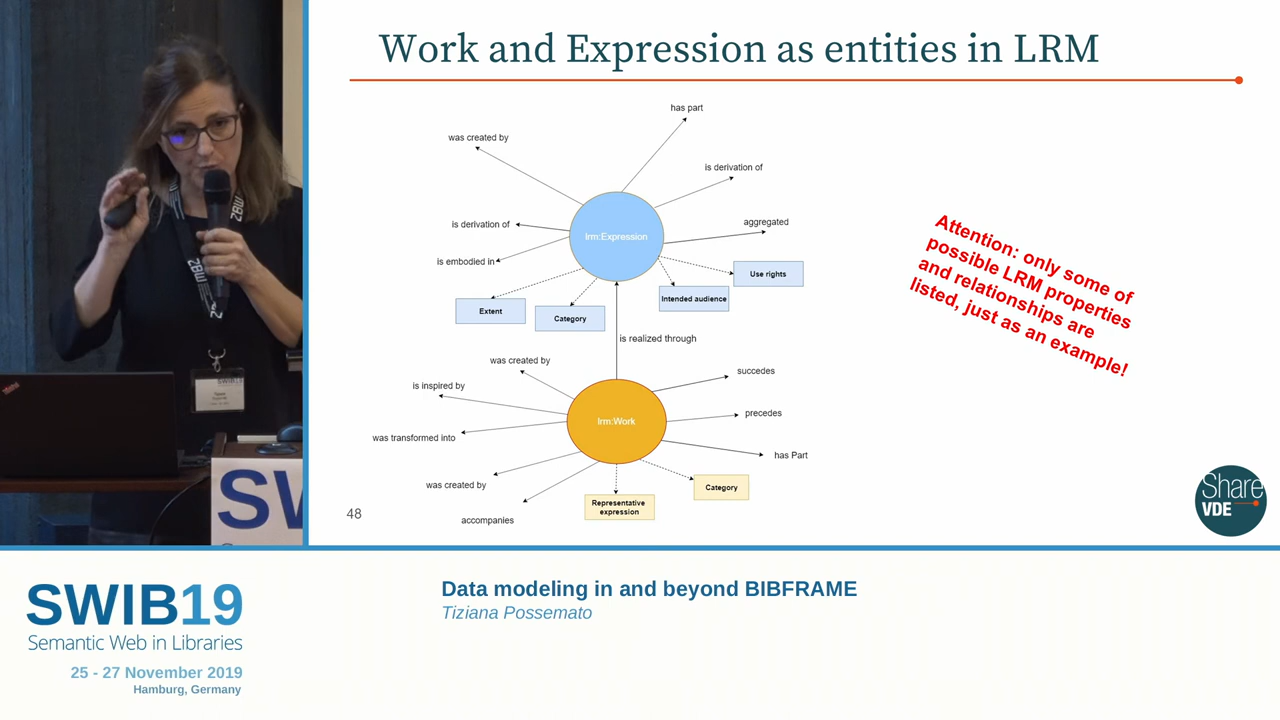 Work and Expression as entities in LRM
has part
was created by
is derivation of
is derivation of
aggregated
lrm:Expression
is embodied in
Use rights
Intended audience
Extent
Category
is realized through
Attention: only some of
possible LRM properties
and relationships are
listed, just as an example!
was created by
succedes
is inspired by
precedes
lrm:Work
was transformed into
has Part
was created by
Category
Representative
expression
accompanies
48
Share
VDE
ZBW
ZBW
SWIB19
SV
SWIB19
Semantic Web in Libraries
25 - 27 November 2019
Hamburg, Germany
Data modeling in and beyond BIBFRAME
Tiziana Possemato